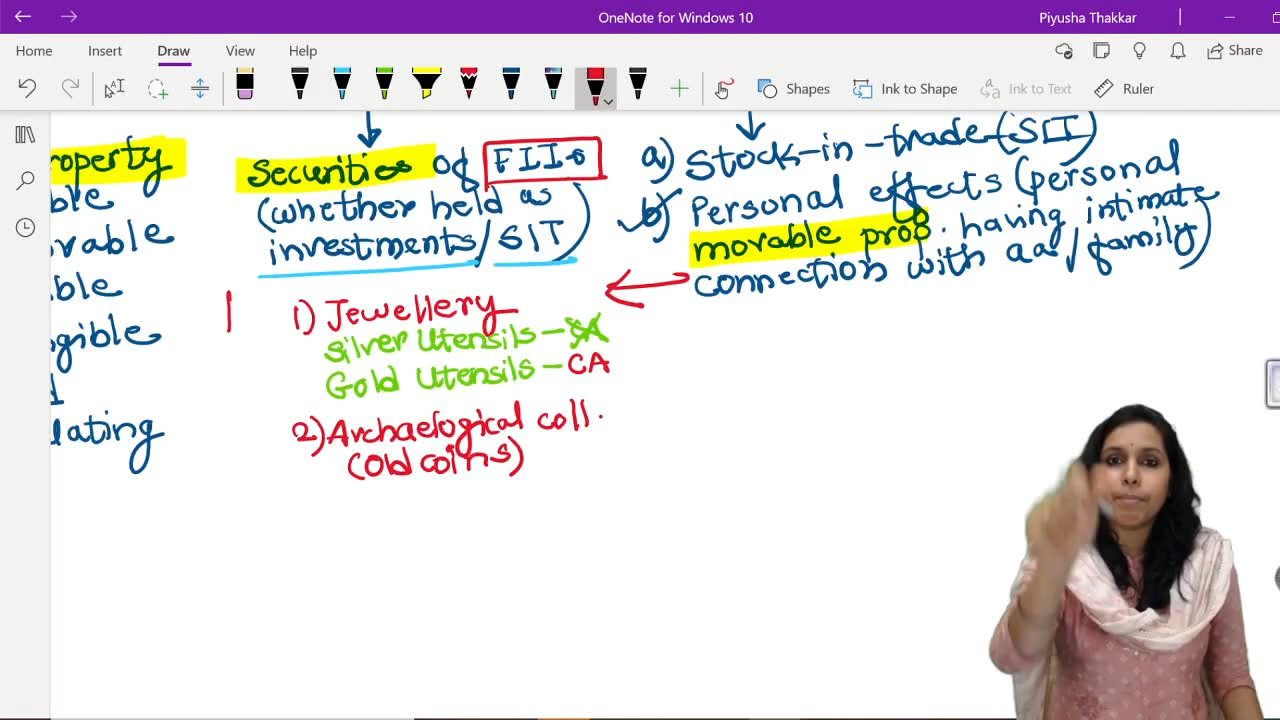 OneNote for Windows 10
Piyusha Thakkar
Home Insert Draw View Help
Share
Shapes
Ink to Shape
Ink to Text
Ruler
roperty
ble
vable
ble
gible
lating
Securities of FIIs
(whether held as
investments/SIT)
a) Stock-in-trade (SIT)
b) Personal effects (personal
movable prop. having intimate
connection with aa/family)
1) Jewellery
Silver Utensils –
Gold Utensils – CA
2) Archaelogical coll.
(Old coins)